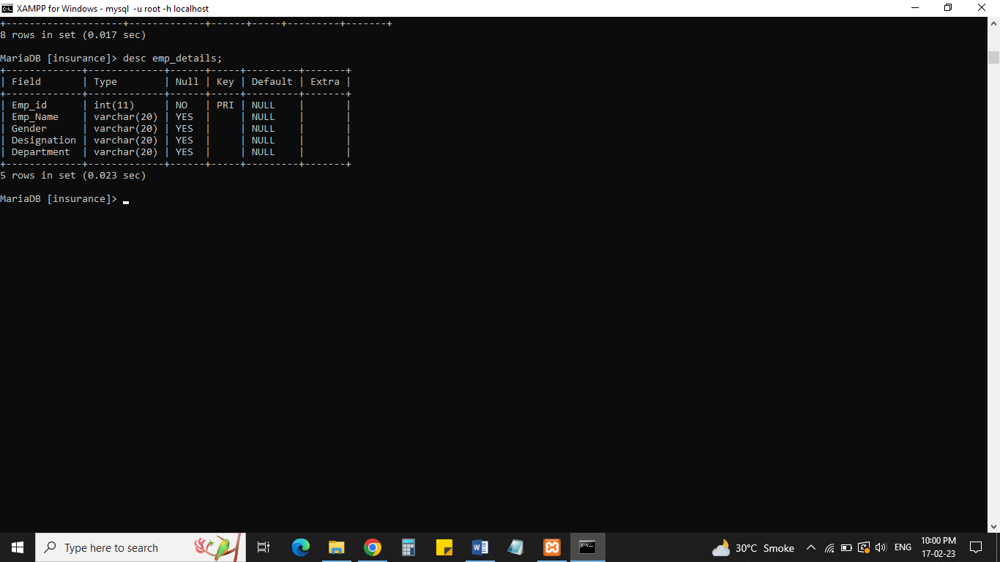 XAMPP for Windows - mysql  -u root -h localhost
+--------------------+-------------+------+-----+---------+-------+
8 rows in set (0.017 sec)
MariaDB [insurance]> desc emp_details;
+-------------+-------------+------+-----+---------+-------+
| Field       | Type        | Null | Key | Default | Extra |
+-------------+-------------+------+-----+---------+-------+
| Emp_id      | int(11)     | NO   | PRI | NULL    |       |
| Emp_Name    | varchar(20) | YES  |     | NULL    |       |
| Gender      | varchar(20) | YES  |     | NULL    |       |
| Designation | varchar(20) | YES  |     | NULL    |       |
| Department  | varchar(20) | YES  |     | NULL    |       |
+-------------+-------------+------+-----+---------+-------+
5 rows in set (0.023 sec)
MariaDB [insurance]> _
Type here to search
30°C Smoke
ENG
10:00 PM
17-02-23